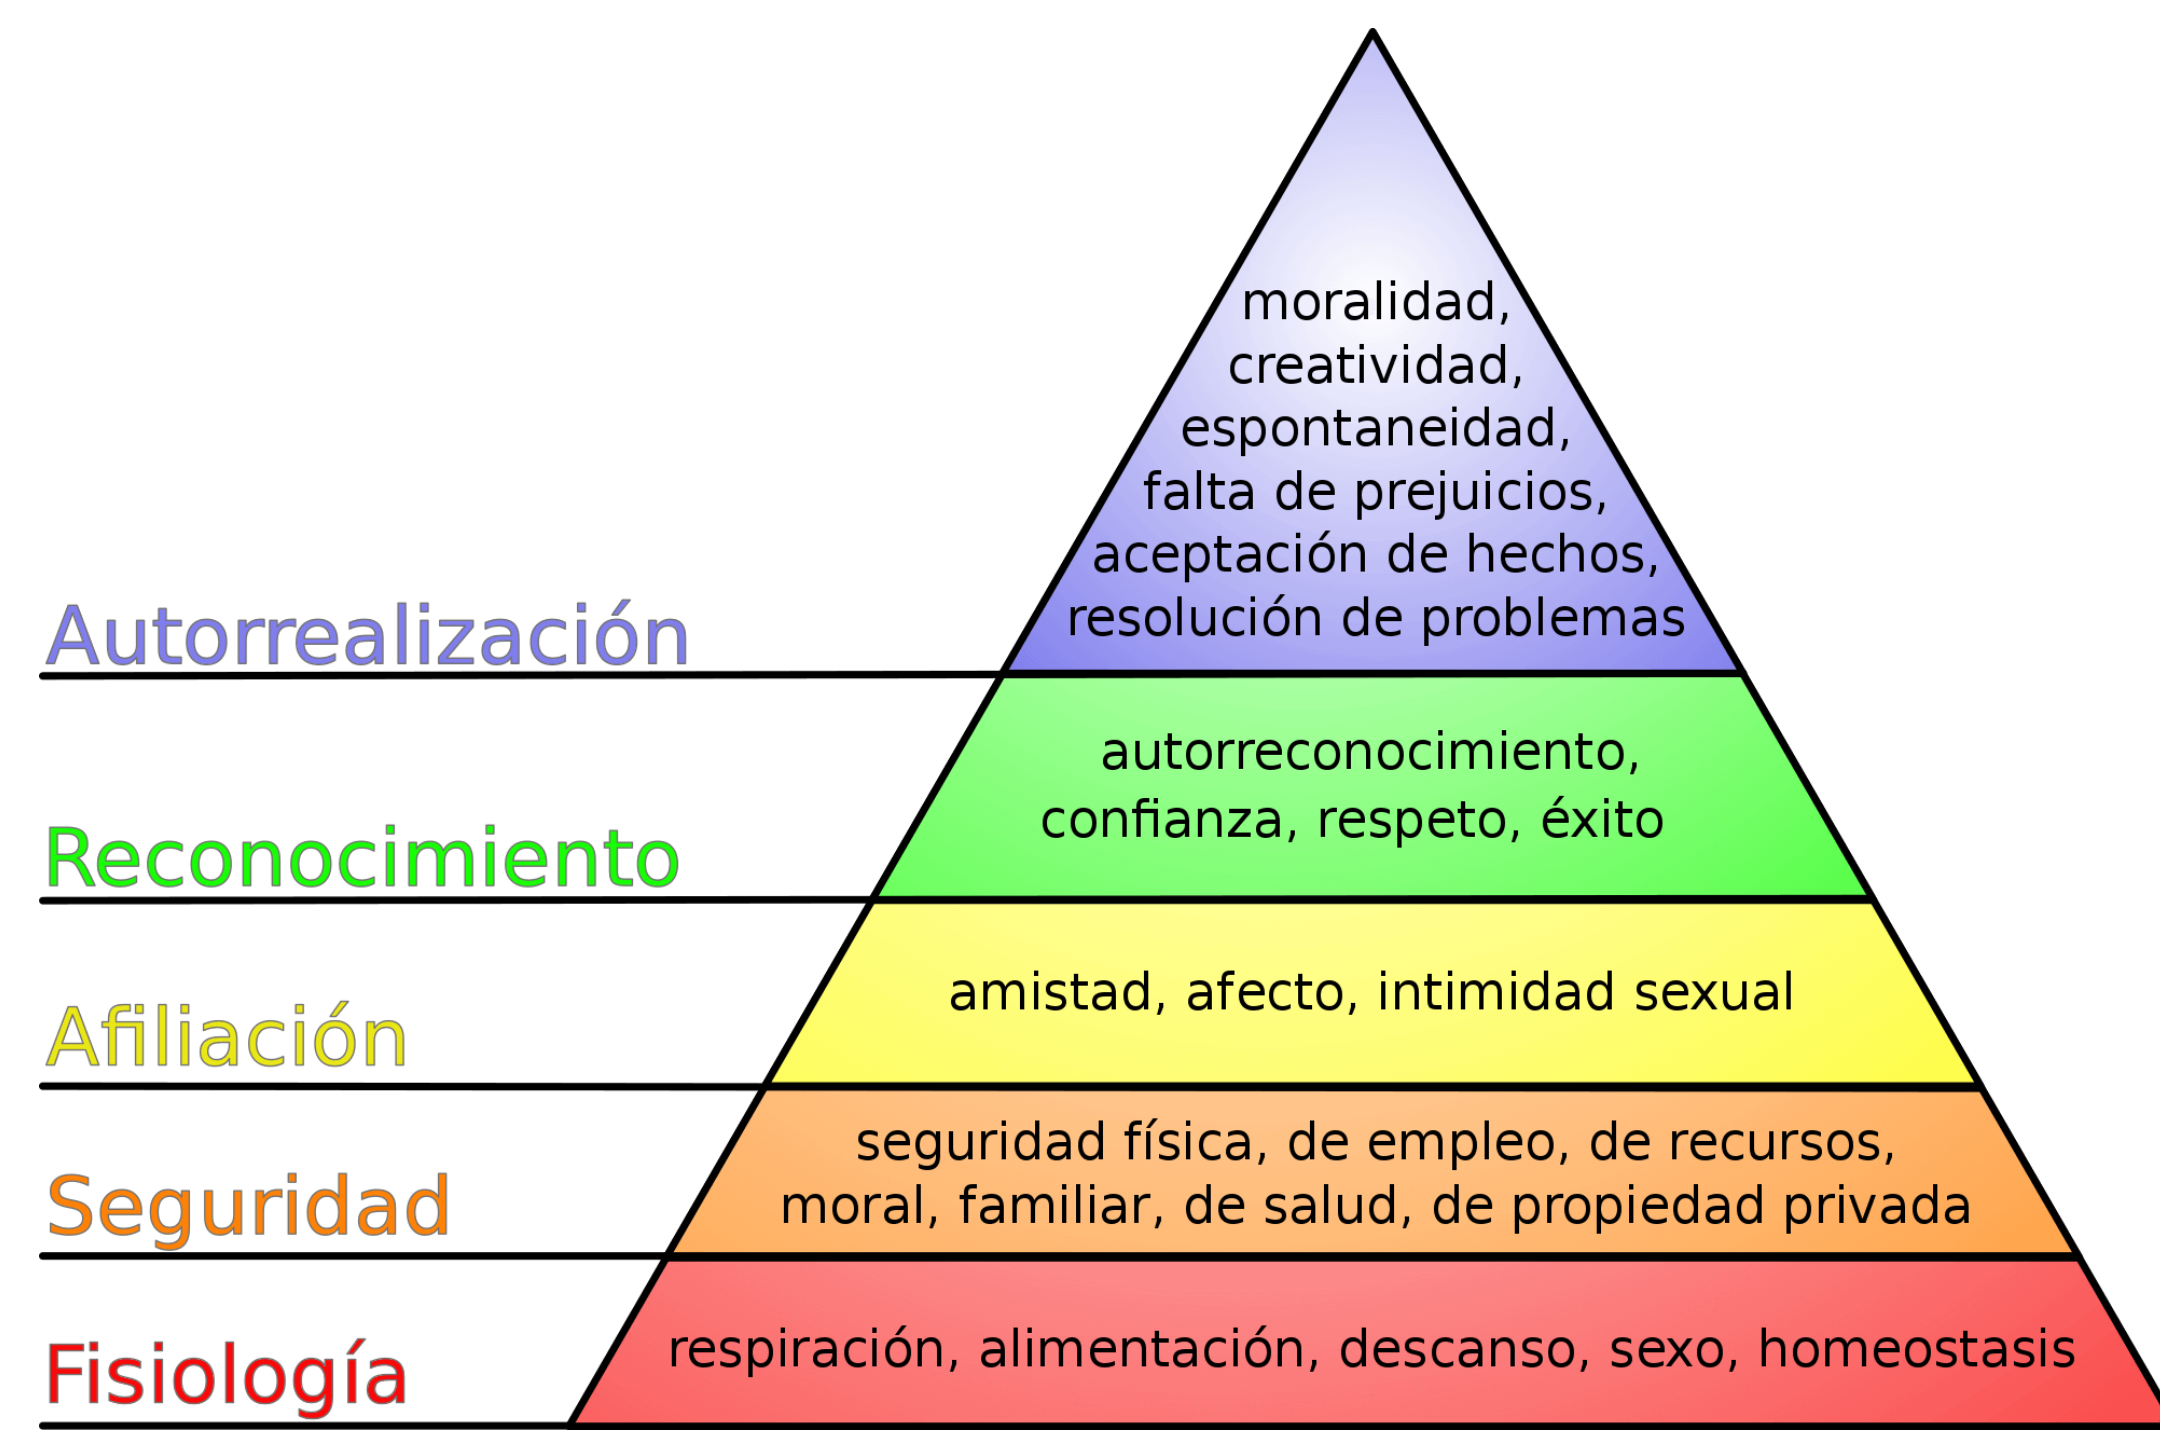 moralidad,
creatividad,
espontaneidad,
falta de prejuicios,
aceptación de hechos,
resolución de problemas
Autorrealización
autorreconocimiento,
confianza, respeto, éxito
Reconocimiento
amistad, afecto, intimidad sexual
Afiliación
seguridad física, de empleo, de recursos,
moral, familiar, de salud, de propiedad privada
Seguridad
respiración, alimentación, descanso, sexo, homeostasis
Fisiología